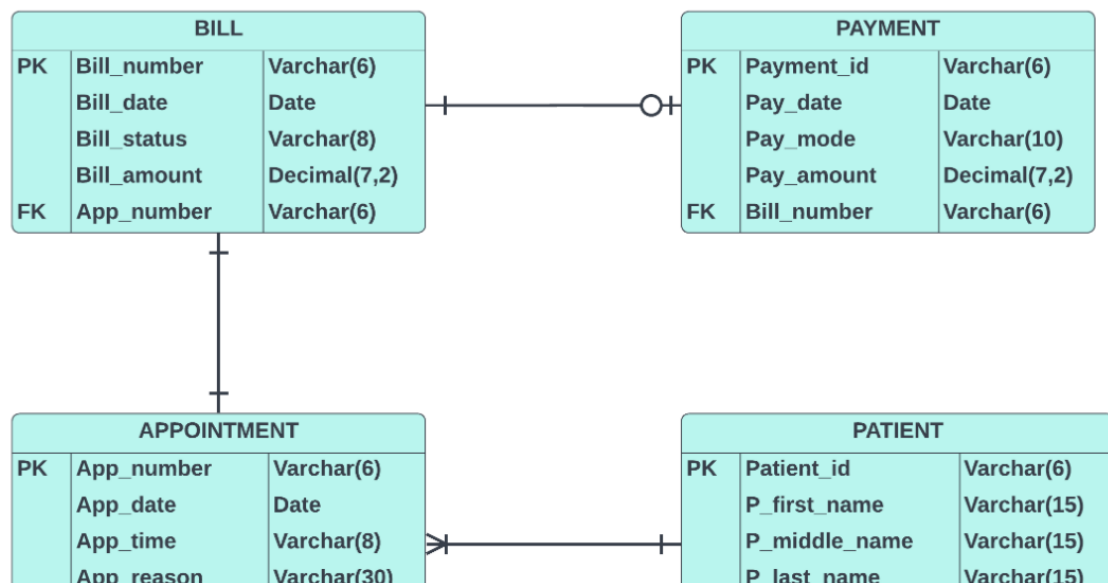 BILL
PK Bill_number Varchar(6)
Bill_date Date
Bill_status Varchar(8)
Bill_amount Decimal(7,2)
FK App_number Varchar(6)
PAYMENT
PK Payment_id Varchar(6)
Pay_date Date
Pay_mode Varchar(10)
Pay_amount Decimal(7,2)
FK Bill_number Varchar(6)
APPOINTMENT
PK App_number Varchar(6)
App_date Date
App_time Varchar(8)
App_reason Varchar(30)
PATIENT
PK Patient_id Varchar(6)
P_first_name Varchar(15)
P_middle_name Varchar(15)
P_last_name Varchar(15)